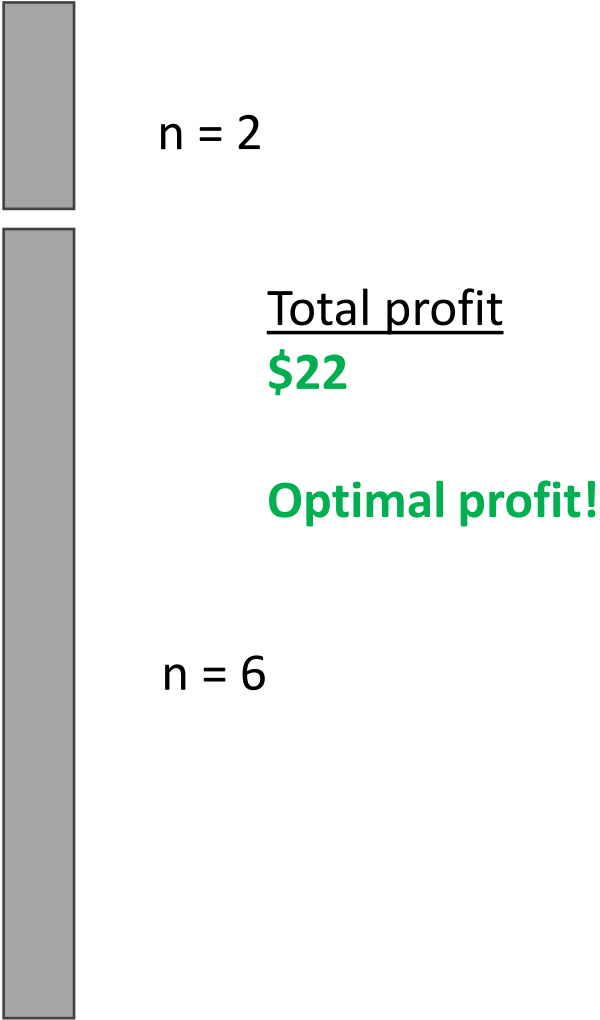 n = 2
Total profit
$22
Optimal profit!
n = 6